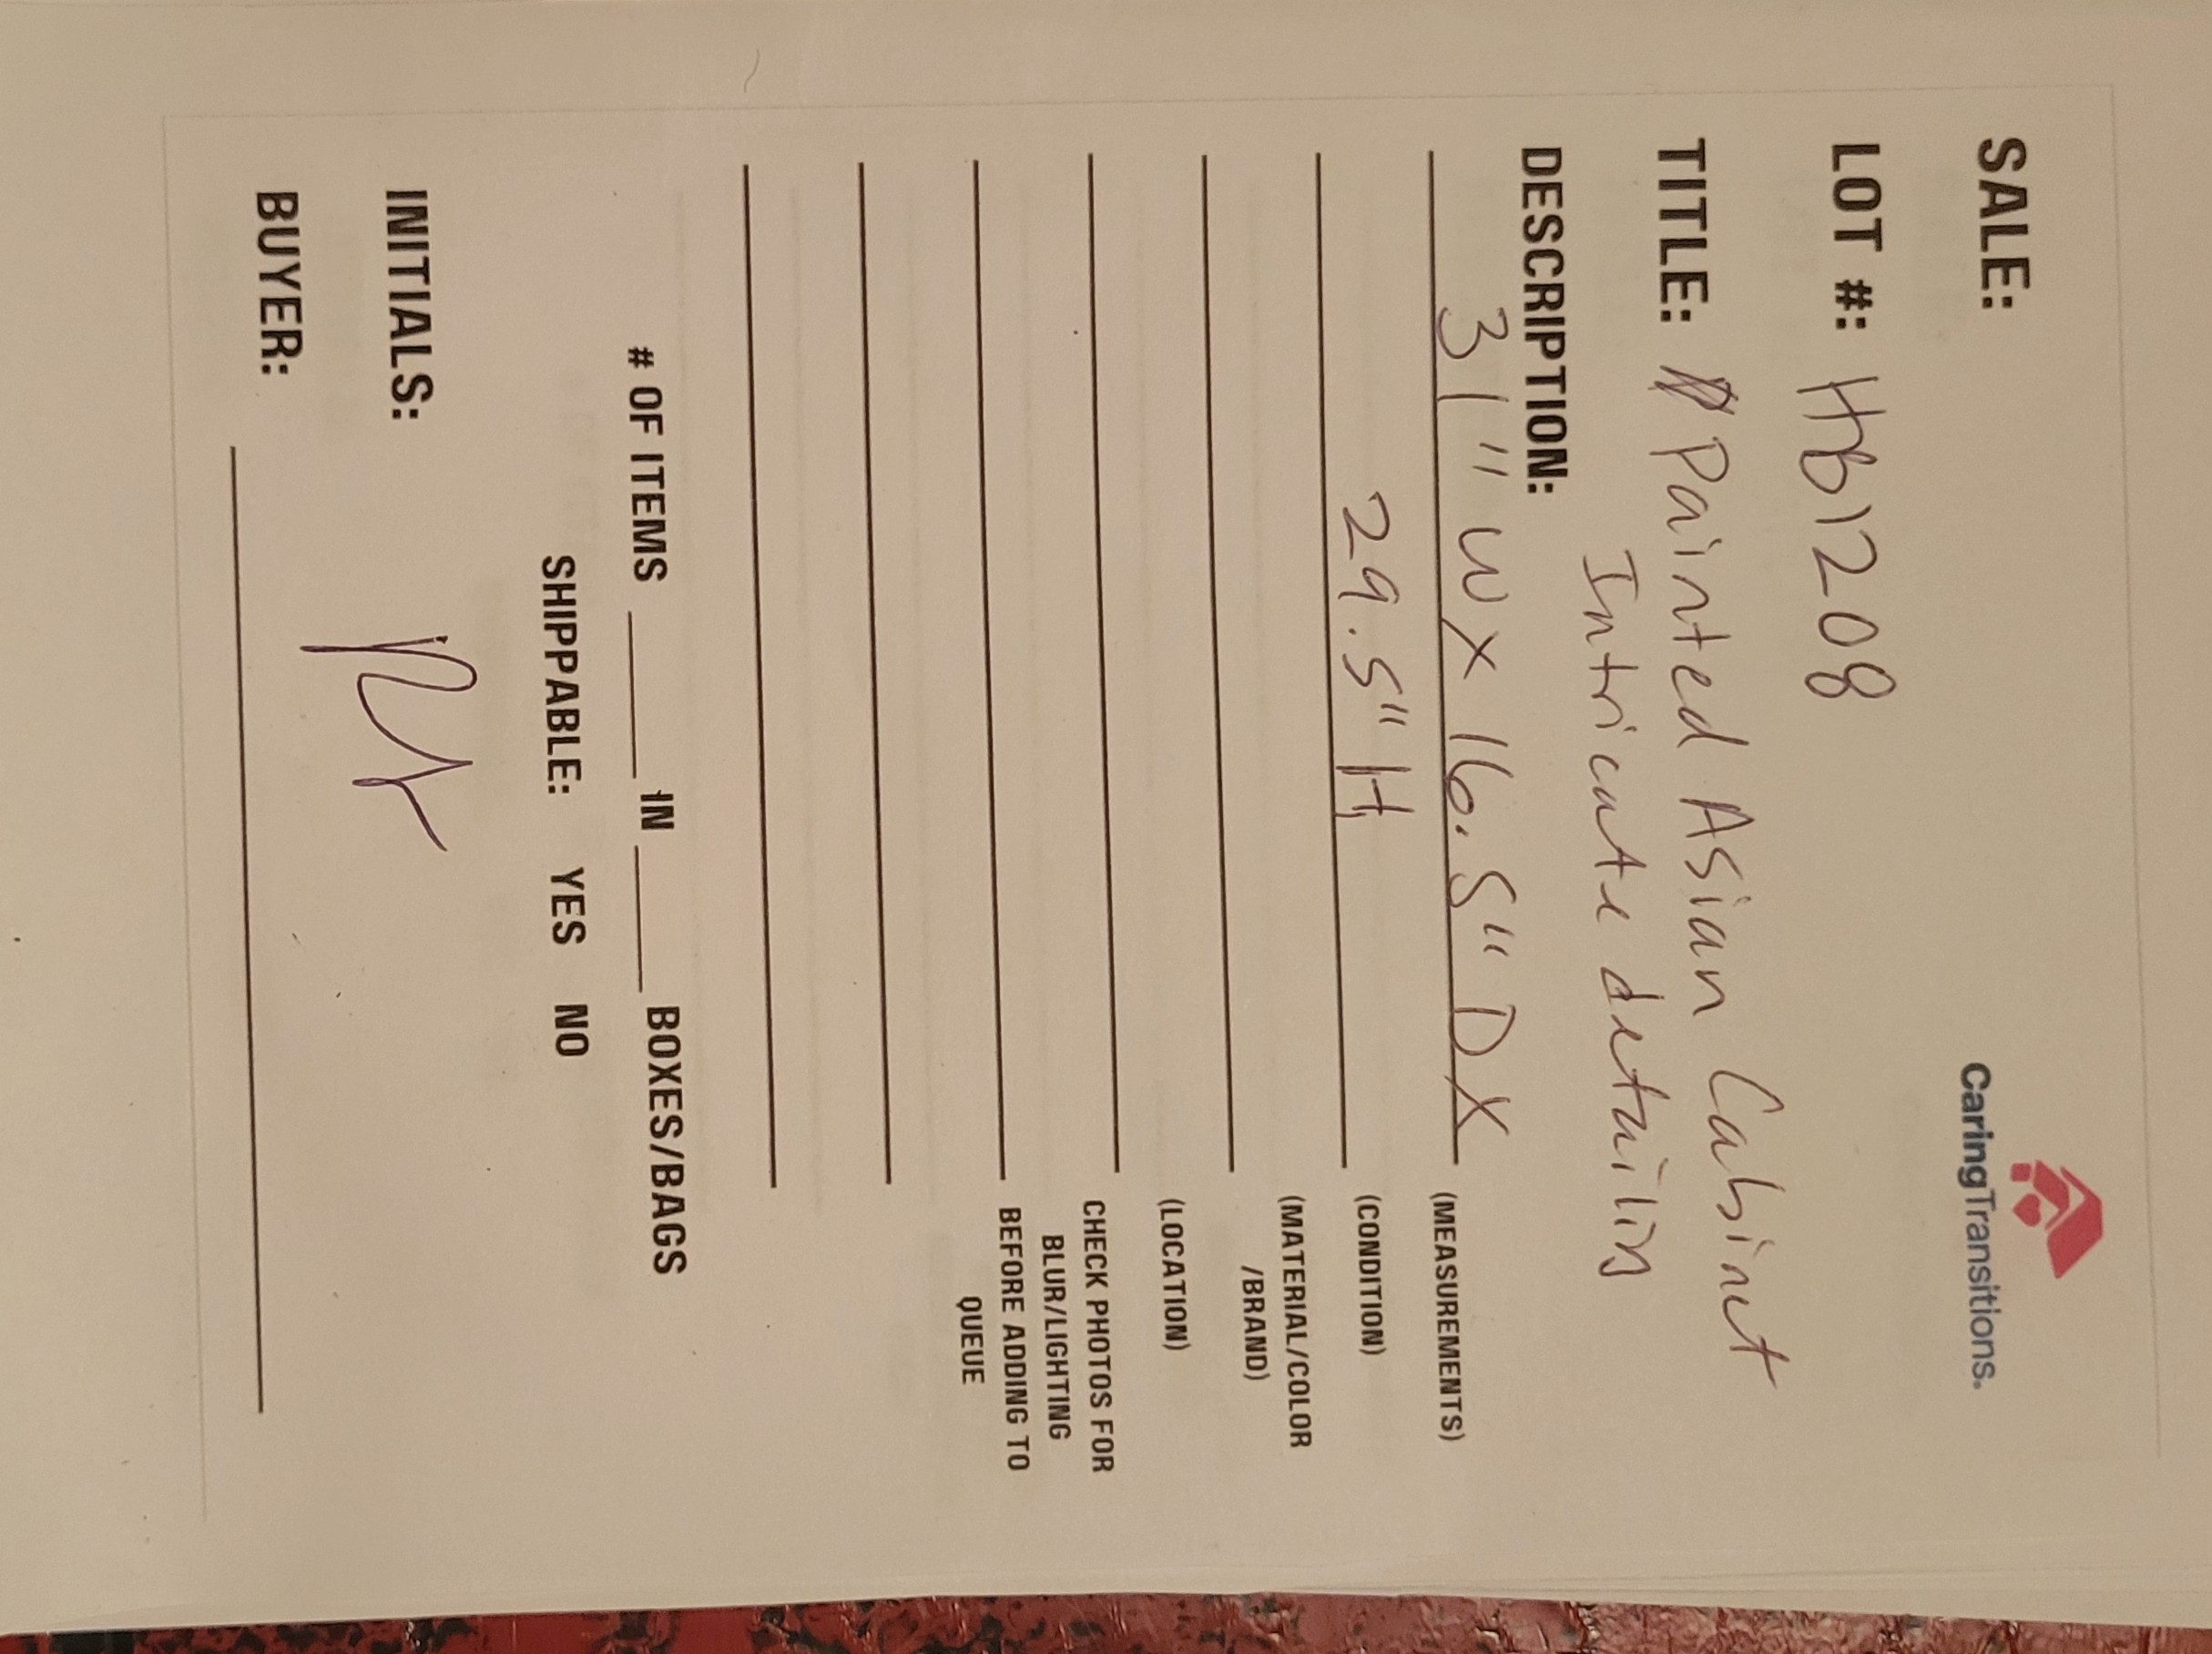 CaringTransitions.
SALE:
LOT #: HB1208
TITLE: Painted Asian Cabinet
Intricate detailing
DESCRIPTION:
31" W X 16.5" D X (MEASUREMENTS)
29.5" H (CONDITION)
(MATERIAL/COLOR
/BRAND)
(LOCATION)
CHECK PHOTOS FOR
BLUR/LIGHTING
BEFORE ADDING TO
QUEUE
# OF ITEMS IN BOXES/BAGS
SHIPPABLE: YES NO
INITIALS:
BUYER: